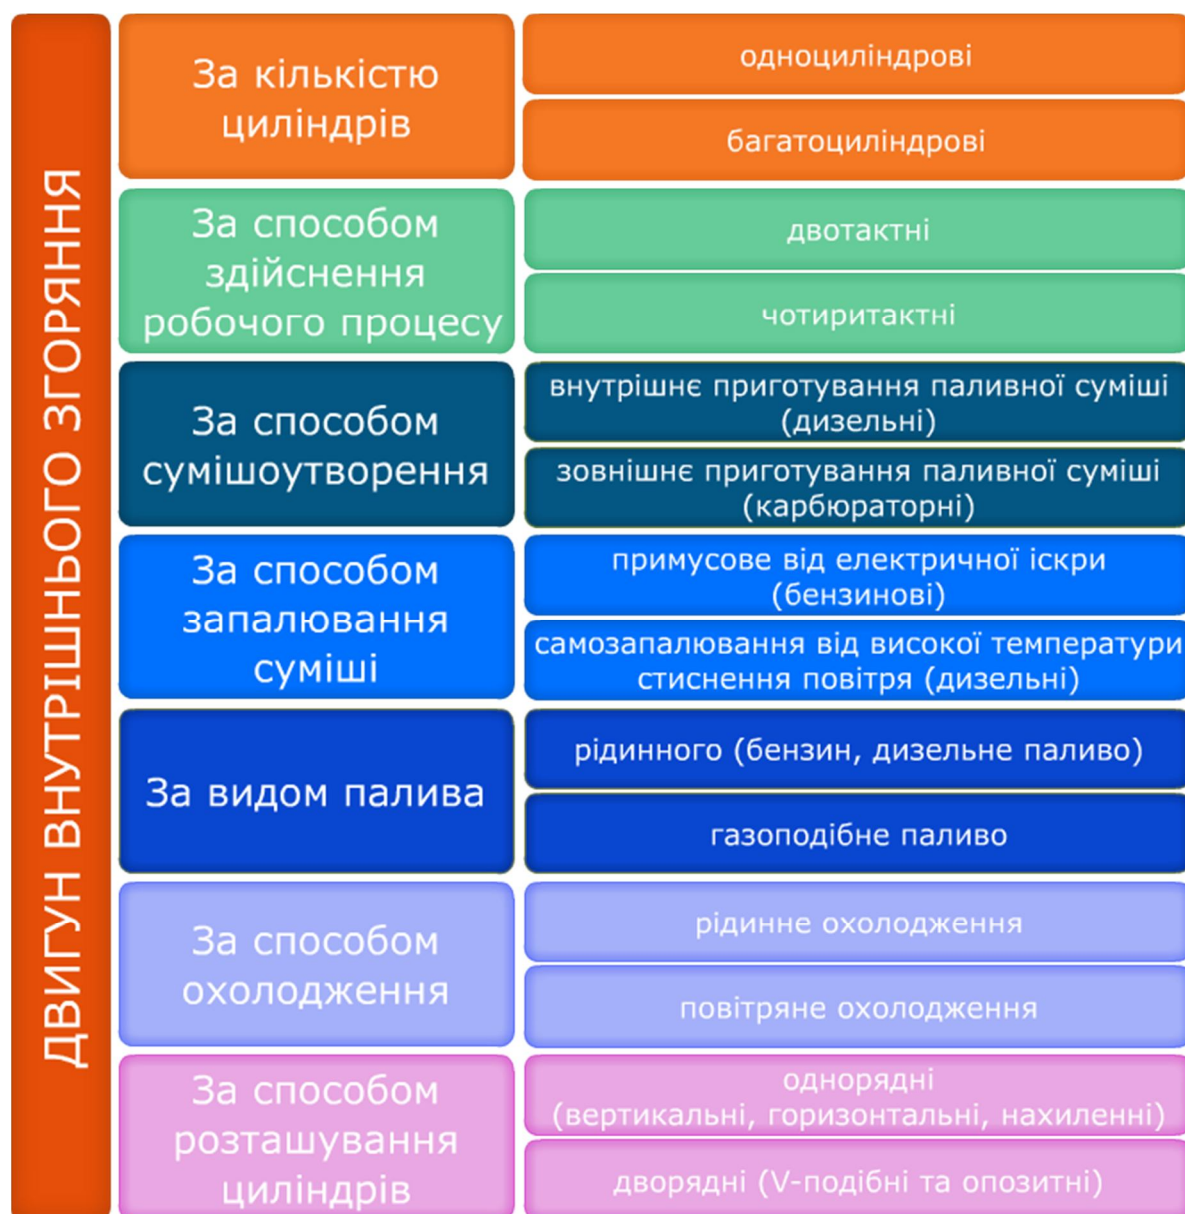 ДВИГУН ВНУТРІШНЬОГО ЗГОРЯННЯ
За кількістю
циліндрів
одноциліндрові
багатоциліндрові
За способом
здійснення
робочого процесу
двотактні
чотиритактні
За способом
сумішоутворення
внутрішнє приготування паливної суміші
(дизельні)
зовнішнє приготування паливної суміші
(карбюраторні)
За способом
запалювання
суміші
примусове від електричної іскри
(бензинові)
самозапалювання від високої температури
стиснення повітря (дизельні)
За видом палива
рідинного (бензин, дизельне паливо)
газоподібне паливо
За способом
охолодження
рідинне охолодження
повітряне охолодження
За способом
розташування
циліндрів
однорядні
(вертикальні, горизонтальні, нахиленні)
дворядні (V-подібні та опозитні)